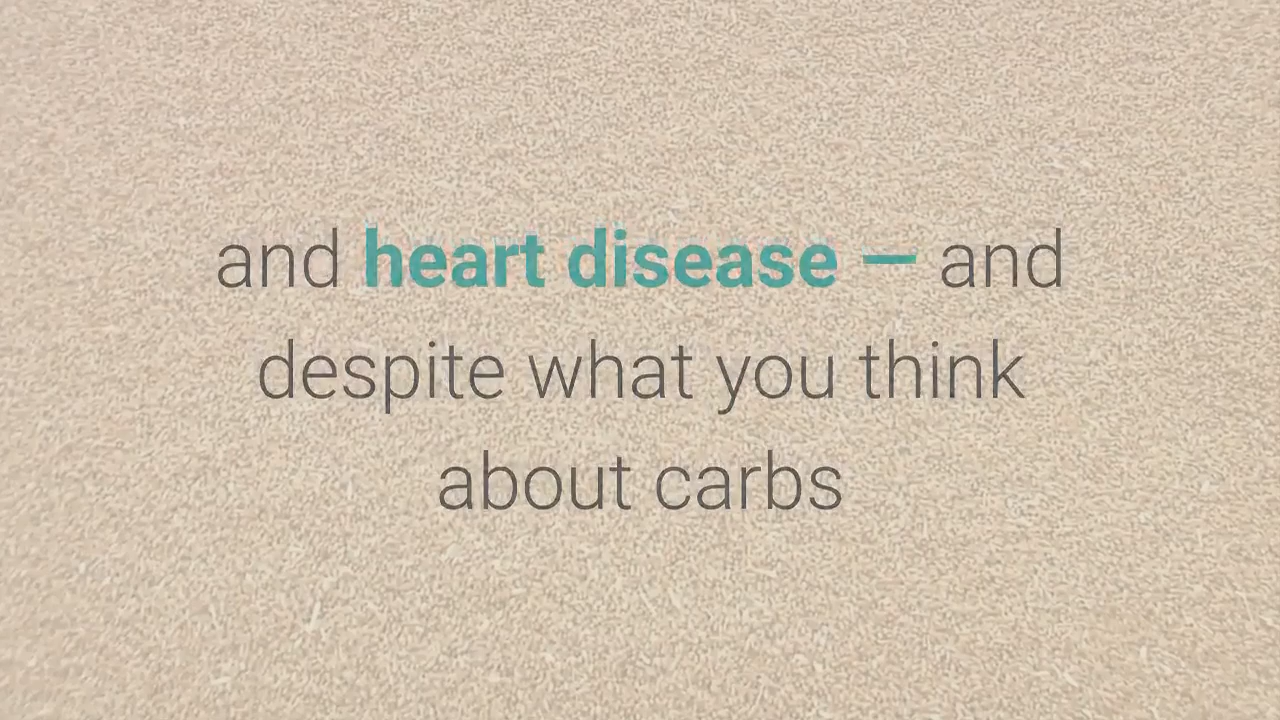 and heart disease — and
despite what you think
about carbs